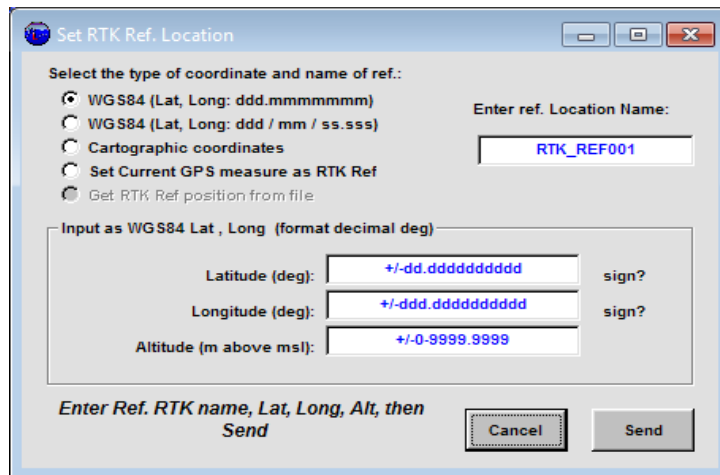 Set RTK Ref. Location
Select the type of coordinate and name of ref.:
WGS84 (Lat, Long: ddd.mmmmmmm)
WGS84 (Lat, Long: ddd / mm / ss.sss)
Cartographic coordinates
Set Current GPS measure as RTK Ref
Get RTK Ref position from file
Enter ref. Location Name:
RTK_REF001
Input as WGS84 Lat , Long (format decimal deg)
Latitude (deg): +/-dd.dddddddddd sign?
Longitude (deg): +/-ddd.dddddddddd sign?
Altitude (m above msl): +/-0-9999.9999
Enter Ref. RTK name, Lat, Long, Alt, then
Send
Cancel Send